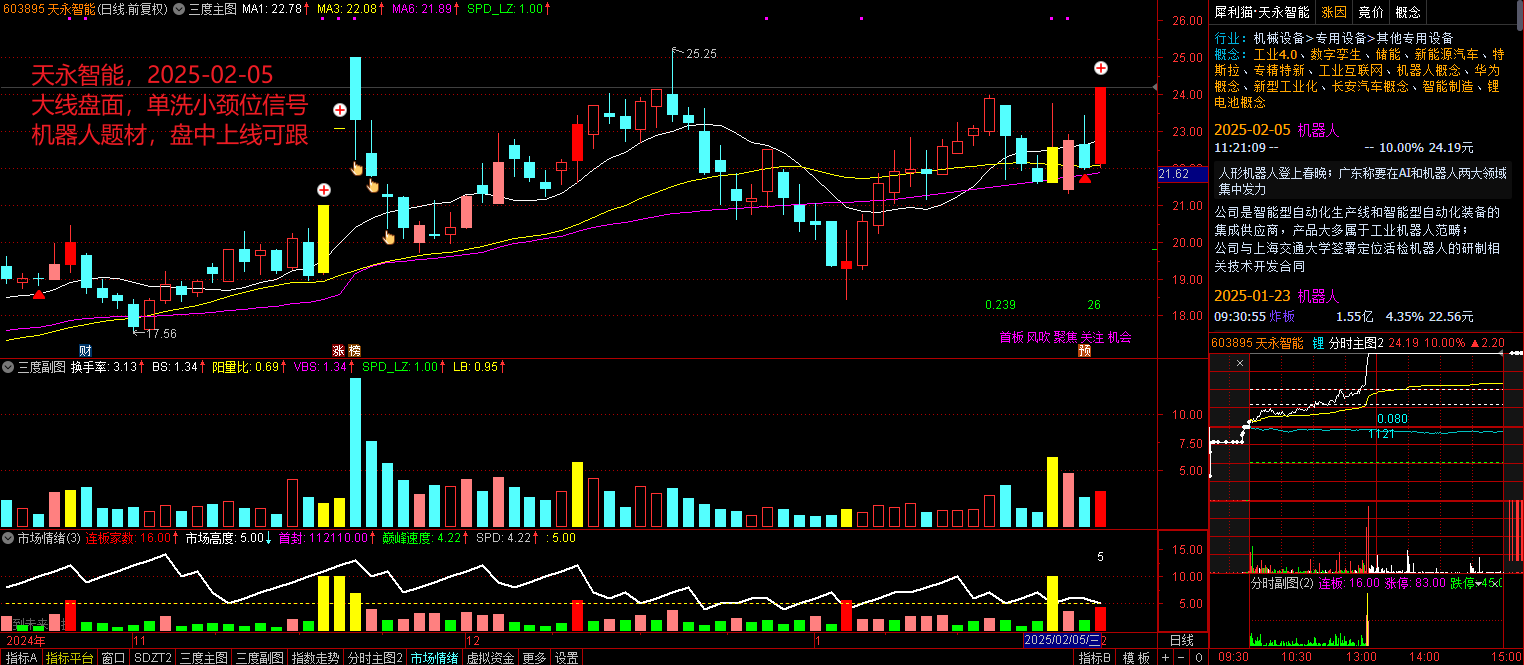 603895 天永智能(日线.前复权) 三度主图 MA1: 22.78↑ MA3: 22.08↑ MA6: 21.89↑ SPD_LZ: 1.00↑
天永智能，2025-02-05
大线盘面，单洗小颈位信号
机器人题材，盘中上线可跟
25.25
17.56
0.239
26
首板 风吹 聚焦 关注 机会
财
涨 榜
预
26.00
25.00
24.00
23.00
21.62
21.00
20.00
19.00
18.00
三度副图 换手率: 3.13↑ BS: 1.34↑ 阳量比: 0.69↑ VBS: 1.34↑ SPD_LZ: 1.00↑ LB: 0.95↑
10.00
7.50
5.00
市场情绪(3) 连板家数: 16.00↑ 市场高度: 5.00↓ 首封: 112110.00↑ 巅峰速度: 4.22↑ SPD: 4.22↑ : 5.00
5
15.00
10.00
5.00
2024年 11 12 1 2025/02/05/三 2 日线
指标A 指标平台 窗口 SDZT2 三度主图 三度副图 指数走势 分时主图2 市场情绪 虚拟资金 更多 设置 指标B 模板 + - 0
犀利猫·天永智能 涨因 竞价 概念
行业: 机械设备>专用设备>其他专用设备
概念: 工业4.0、数字孪生、储能、新能源汽车、特
斯拉、专精特新、工业互联网、机器人概念、华为
概念、新型工业化、长安汽车概念、智能制造、锂
电池概念
2025-02-05 机器人
11:21:09 -- -- 10.00% 24.19元
人形机器人登上春晚；广东称要在AI和机器人两大领域
集中发力
公司是智能型自动化生产线和智能型自动化装备的
集成供应商，产品大多属于工业机器人范畴；
公司与上海交通大学签署定位活检机器人的研制相
关技术开发合同
2025-01-23 机器人
09:30:55 炸板 1.55亿 4.35% 22.56元
603895 天永智能 锂 分时主图2 24.19 10.00% ▲2.20
0.080
1121
分时副图(2) 连板: 16.00 涨停: 83.00 跌停
09:30 10:30 13:00 14:00 15:00